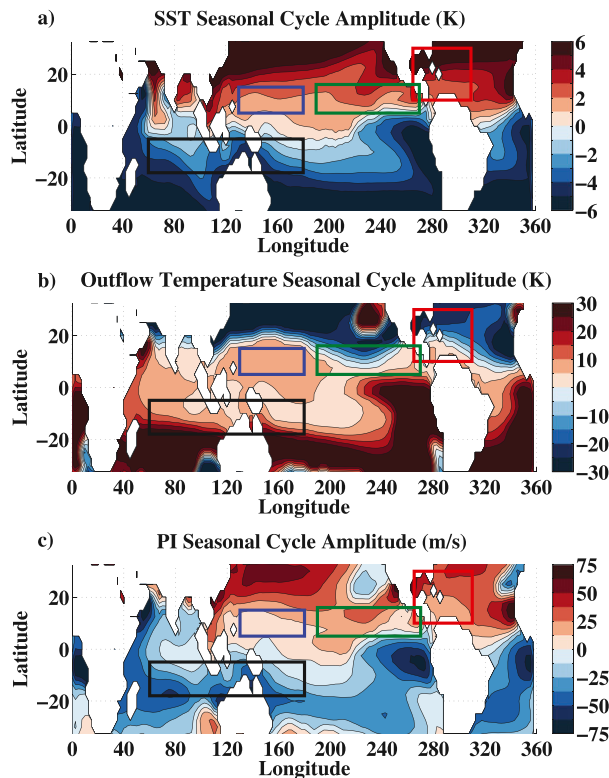 a) SST Seasonal Cycle Amplitude (K)
Latitude
20
0
−20
0 40 80 120 160 200 240 280 320 360
Longitude
6
4
2
0
−2
−4
−6
b) Outflow Temperature Seasonal Cycle Amplitude (K)
Latitude
20
0
−20
0 40 80 120 160 200 240 280 320 360
Longitude
30
20
10
0
−10
−20
−30
c) PI Seasonal Cycle Amplitude (m/s)
Latitude
20
0
−20
0 40 80 120 160 200 240 280 320 360
Longitude
75
50
25
0
−25
−50
−75